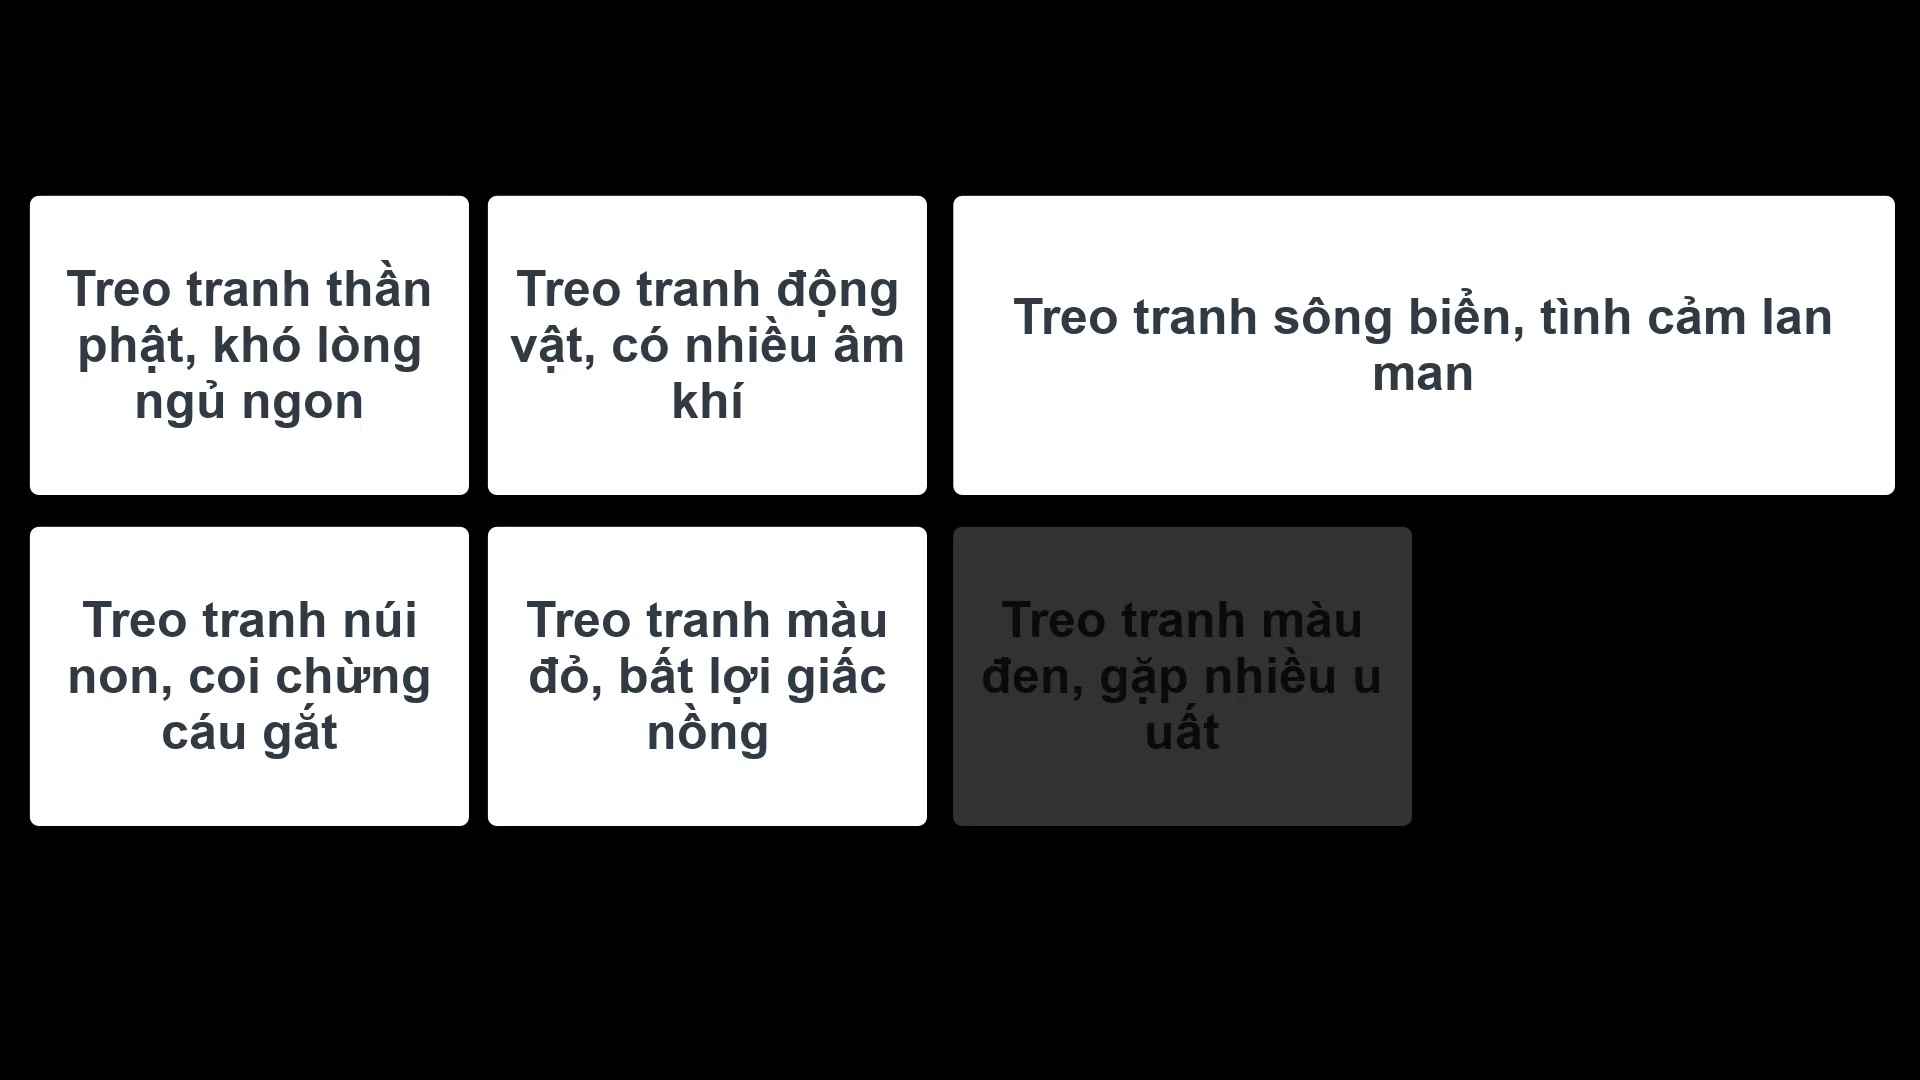 Treo tranh thần
phật, khó lòng
ngủ ngon
Treo tranh động
vật, có nhiều âm
khí
Treo tranh sông biển, tình cảm lan
man
Treo tranh núi
non, coi chừng
cáu gắt
Treo tranh màu
đỏ, bất lợi giấc
nồng
Treo tranh màu
đen, gặp nhiều u
uất